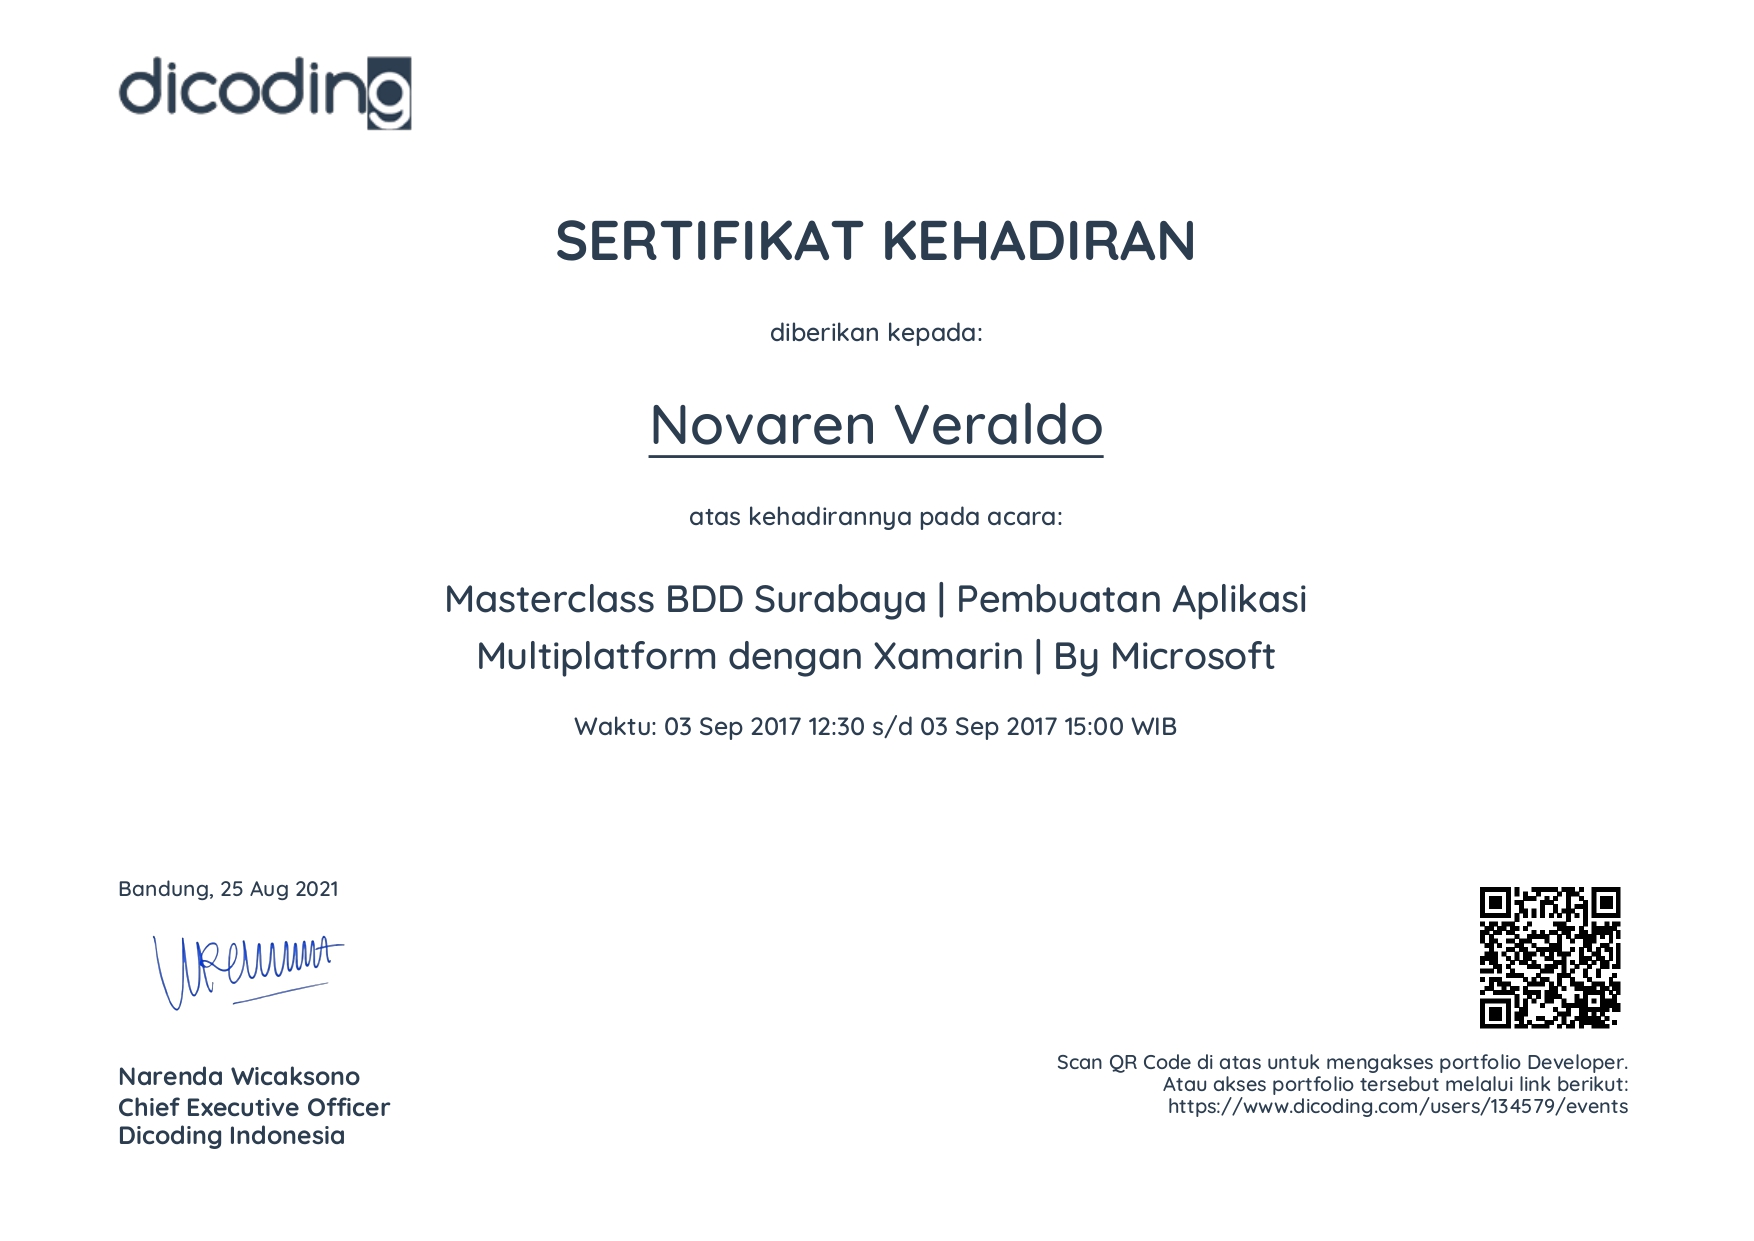 dicoding
SERTIFIKAT KEHADIRAN
diberikan kepada:
Novaren Veraldo
atas kehadirannya pada acara:
Masterclass BDD Surabaya | Pembuatan Aplikasi
Multiplatform dengan Xamarin | By Microsoft
Waktu: 03 Sep 2017 12:30 s/d 03 Sep 2017 15:00 WIB
Bandung, 25 Aug 2021
Narenda Wicaksono
Chief Executive Officer
Dicoding Indonesia
Scan QR Code di atas untuk mengakses portfolio Developer.
Atau akses portfolio tersebut melalui link berikut:
https://www.dicoding.com/users/134579/events